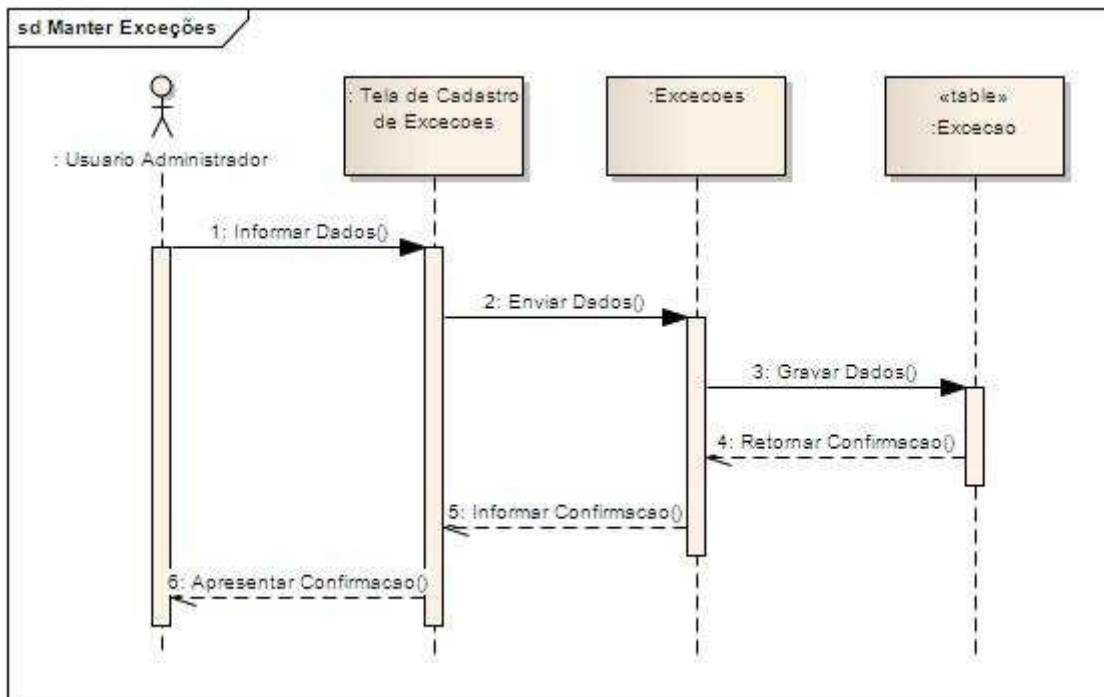 sd Manter Exceções
: Tela de Cadastro
de Excecoes
:Excecoes
«table»
:Excecao
: Usuario Administrador
1: Informar Dados()
2: Enviar Dados()
3: Gravar Dados()
4: Retornar Confirmacao()
5: Informar Confirmacao()
6: Apresentar Confirmacao()